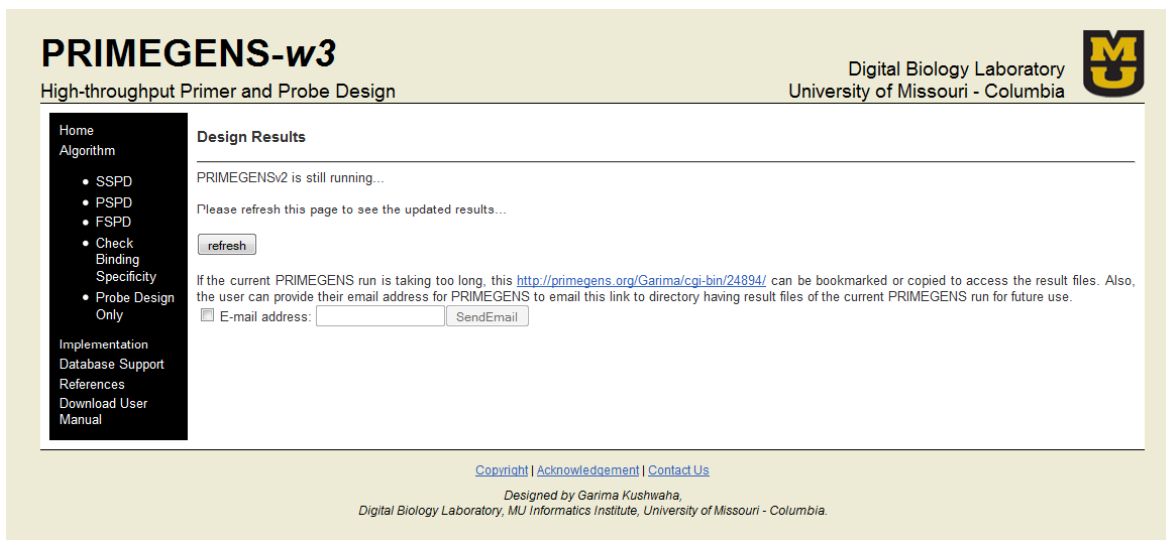 PRIMEGENS-w3
High-throughput Primer and Probe Design
Digital Biology Laboratory
University of Missouri - Columbia
MU
Home
Algorithm
SSPD
PSPD
FSPD
Check
Binding
Specificity
Probe Design
Only
Implementation
Database Support
References
Download User
Manual
Design Results
PRIMEGENSv2 is still running...
Please refresh this page to see the updated results...
refresh
If the current PRIMEGENS run is taking too long, this http://primegens.org/Garima/cgi-bin/24894/ can be bookmarked or copied to access the result files. Also,
the user can provide their email address for PRIMEGENS to email this link to directory having result files of the current PRIMEGENS run for future use.
E-mail address: SendEmail
Copyright | Acknowledgement | Contact Us
Designed by Garima Kushwaha,
Digital Biology Laboratory, MU Informatics Institute, University of Missouri - Columbia.